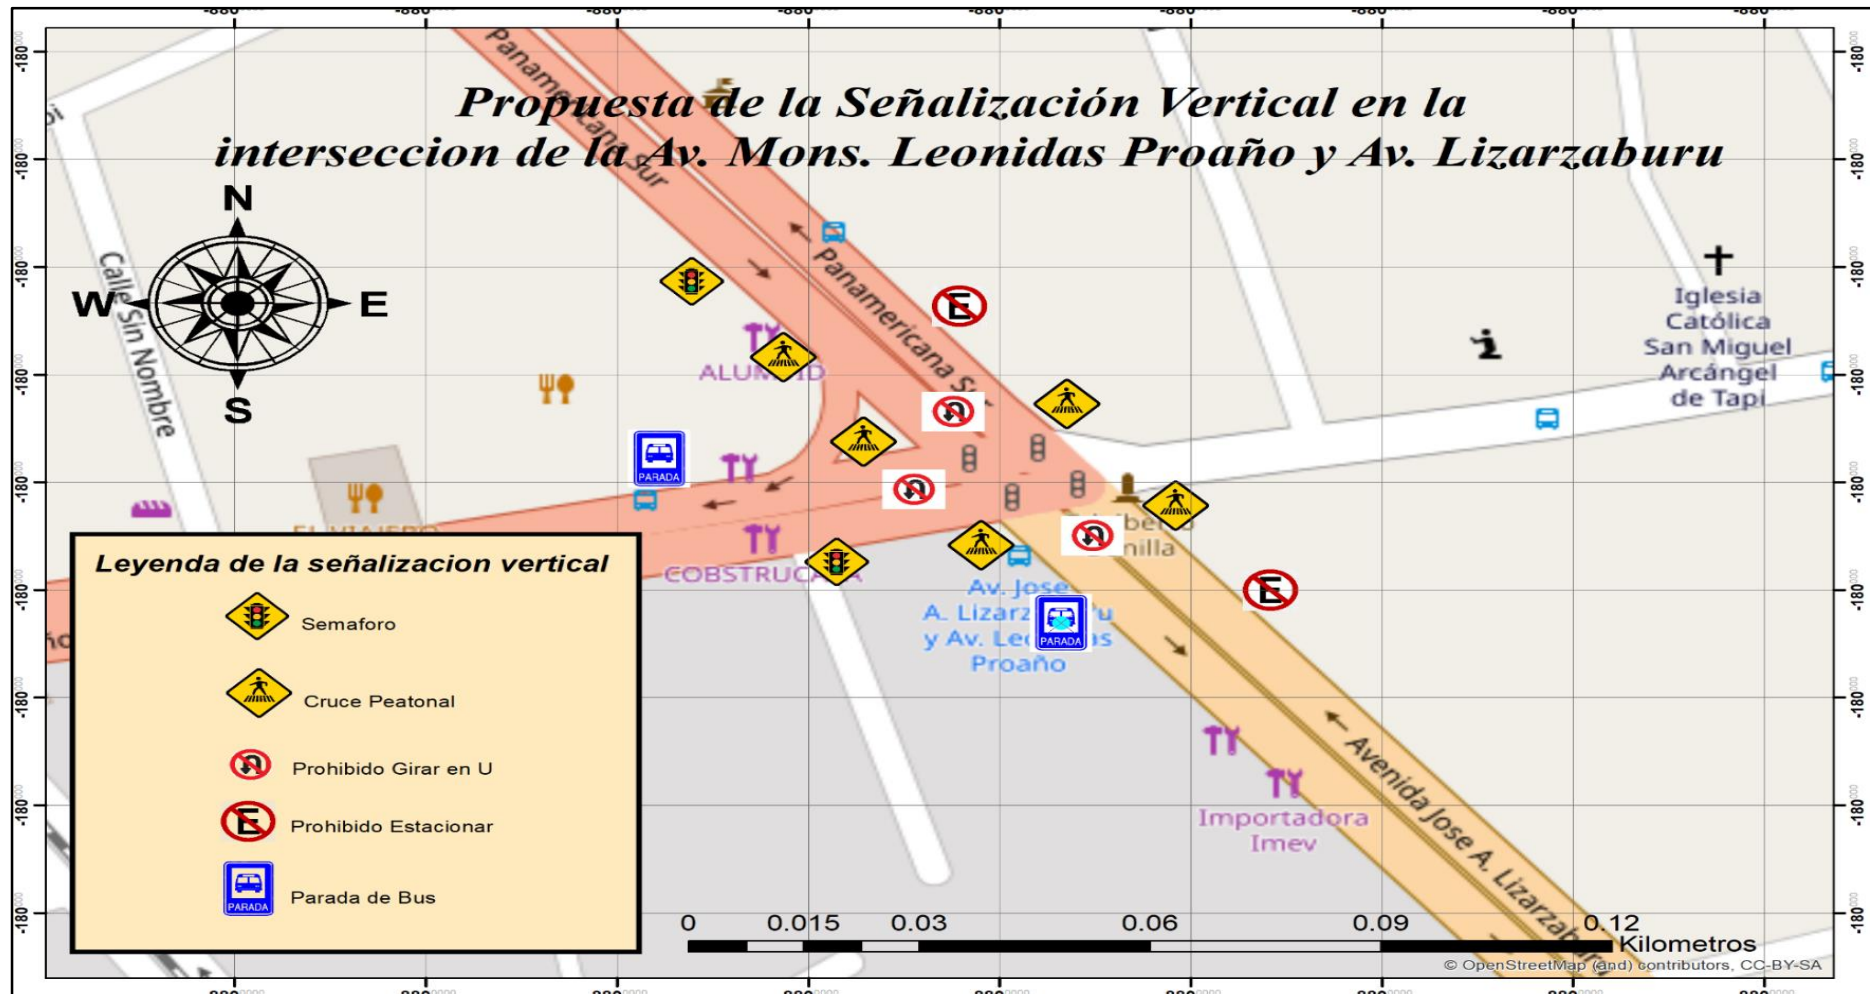 Propuesta de la Señalización Vertical en la
interseccion de la Av. Mons. Leonidas Proaño y Av. Lizarzaburu
Panamericana Sur
N
W
E
S
Calle Sin Nombre
Panamericana
E
Iglesia
Católica
San Miguel
Arcángel
de Tapi
PARADA
COBSTRUC
Av. Jose
A. Lizarz
y Av.
Proaño
PARADA
E
nilla
Importadora
Imev
Avenida Jose A. Lizarzaburu
Leyenda de la señalizacion vertical
Semaforo
Cruce Peatonal
Prohibido Girar en U
E
Prohibido Estacionar
PARADA
Parada de Bus
0 0.015 0.03 0.06 0.09 0.12
Kilometros
© OpenStreetMap (and) contributors, CC-BY-SA